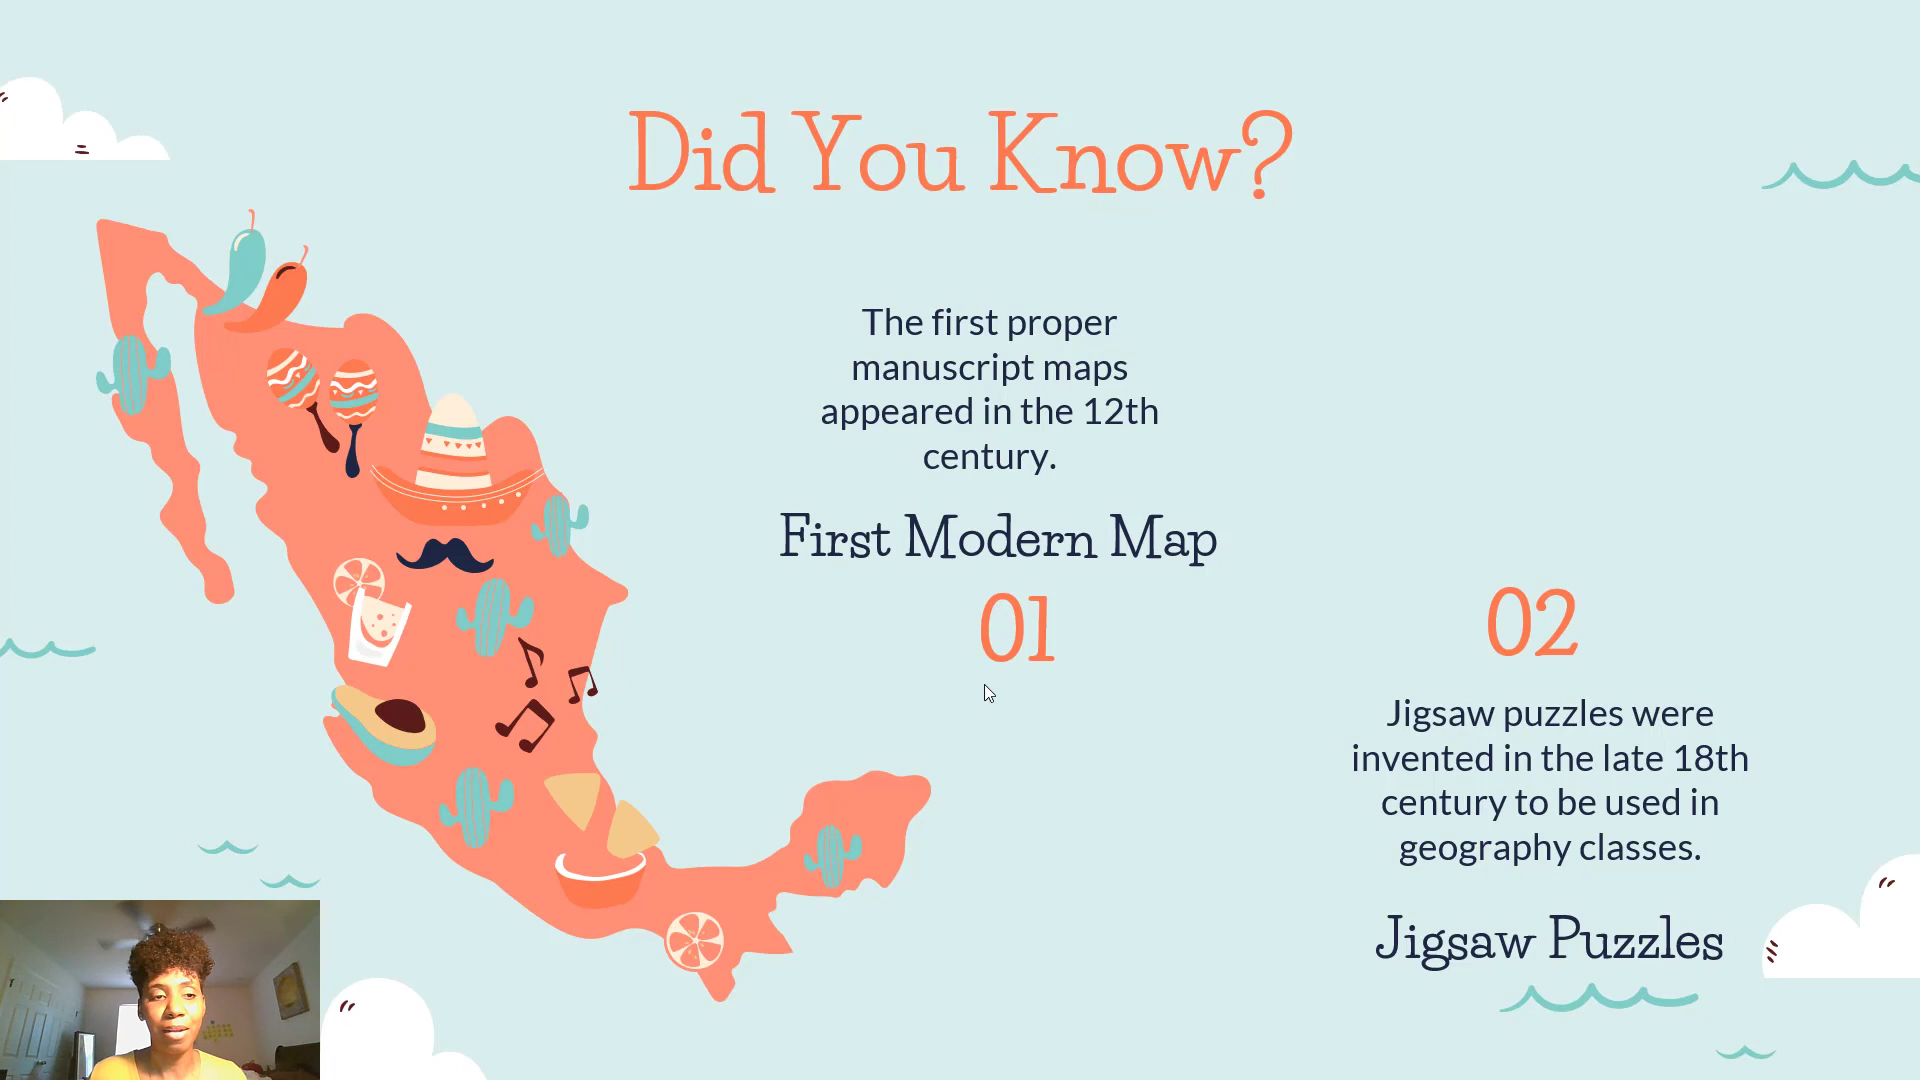 Did You Know?
The first proper
manuscript maps
appeared in the 12th
century.
First Modern Map
01
02
Jigsaw puzzles were
invented in the late 18th
century to be used in
geography classes.
Jigsaw Puzzles